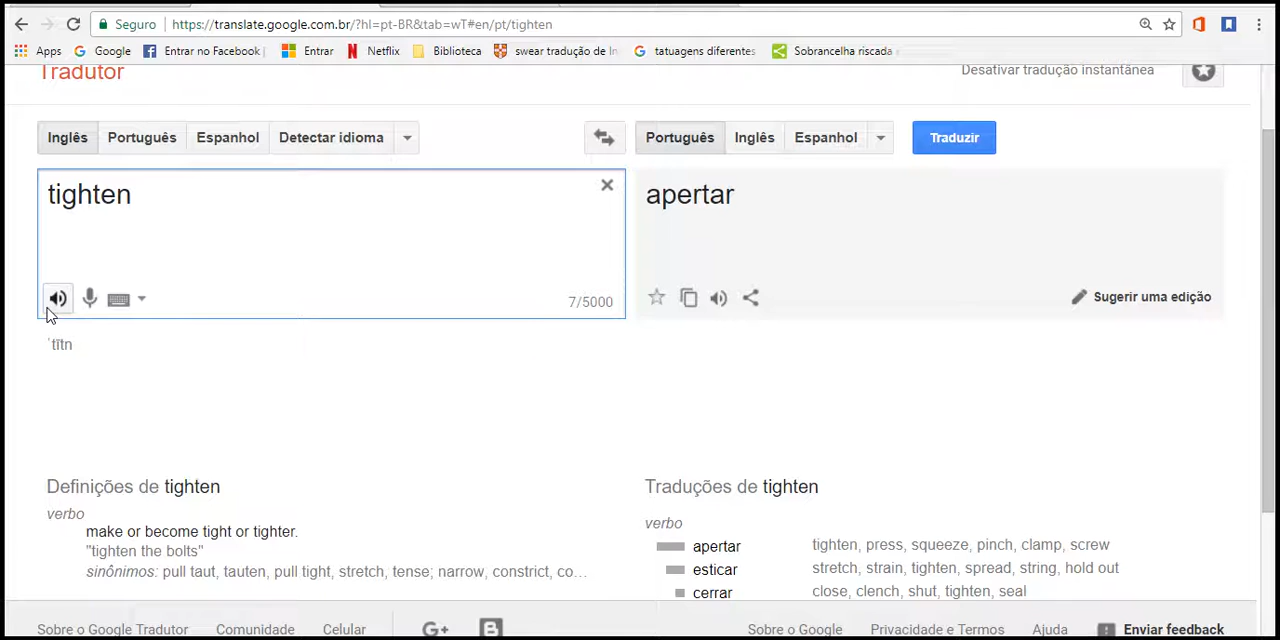 Seguro https://translate.google.com.br/?hl=pt-BR&tab=wT#en/pt/tighten
Apps Google Entrar no Facebook Entrar Netflix Biblioteca swear tradução de In tatuagens diferentes Sobrancelha riscada
Tradutor Desativar tradução instantânea
Inglês Português Espanhol Detectar idioma Português Inglês Espanhol Traduzir
tighten apertar
7/5000 Sugerir uma edição
ˈtītn
Definições de tighten
verbo
make or become tight or tighter.
"tighten the bolts"
sinônimos: pull taut, tauten, pull tight, stretch, tense; narrow, constrict, co…
Traduções de tighten
verbo
apertar tighten, press, squeeze, pinch, clamp, screw
esticar stretch, strain, tighten, spread, string, hold out
cerrar close, clench, shut, tighten, seal
Sobre o Google Tradutor Comunidade Celular G+ B Sobre o Google Privacidade e Termos Ajuda Enviar feedback